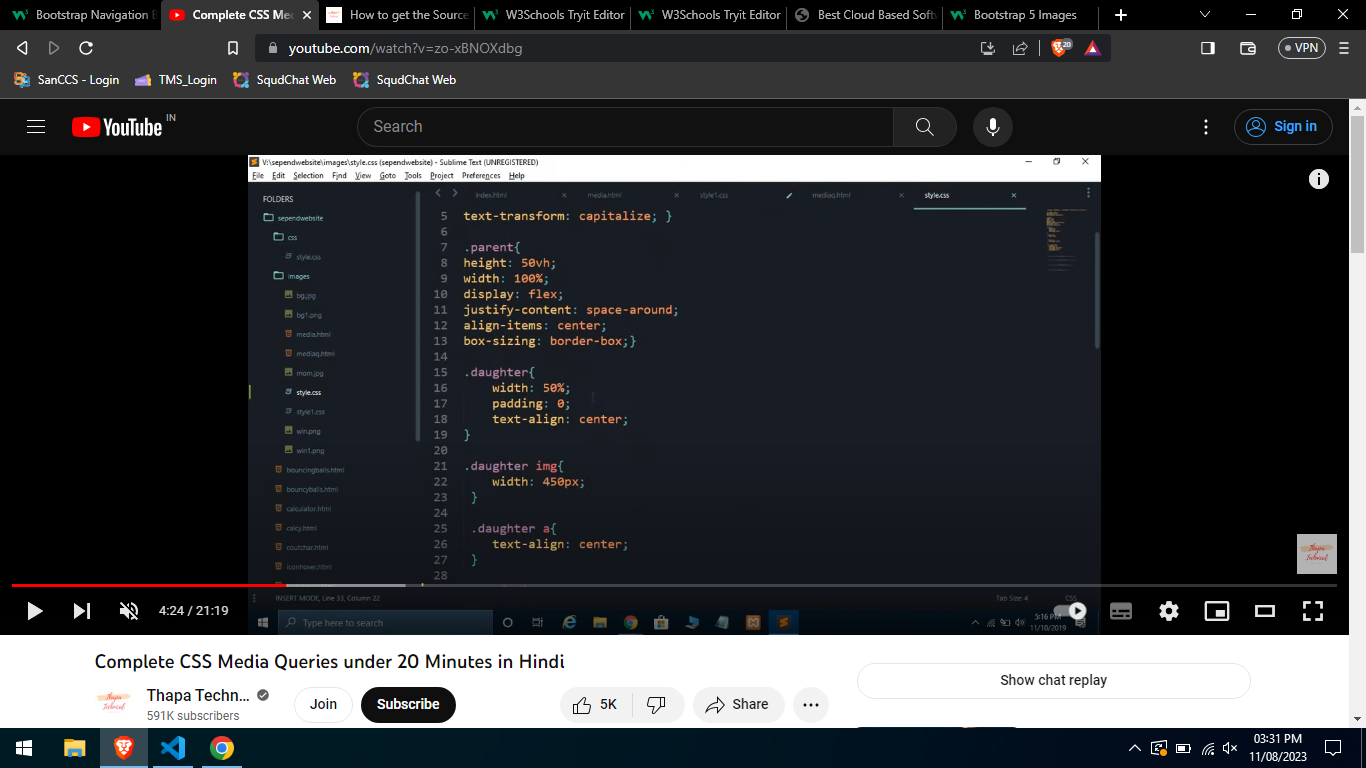 Bootstrap Navigation B
Complete CSS Med
How to get the Source
W3Schools Tryit Editor
W3Schools Tryit Editor
Best Cloud Based Softw
Bootstrap 5 Images
youtube.com/watch?v=zo-xBNOXdbg
20
VPN
SanCCS - Login
TMS_Login
SqudChat Web
SqudChat Web
YouTube IN
Search
Sign in
V:\sependwebsite\images\style.css (sependwebsite) - Sublime Text (UNREGISTERED)
File Edit Selection Find View Goto Tools Project Preferences Help
FOLDERS
sependwebsite
css
style.css
images
bg.jpg
bg1.png
media.html
mediaq.html
mom.jpg
style.css
style1.css
win.png
win1.png
bouncingballs.html
bouncyballs.html
calculator.html
calcy.html
coutchar.html
iconhover.html
index.html
media.html
style1.css
mediaq.html
style.css
5 text-transform: capitalize; }
6
7 .parent{
8 height: 50vh;
9 width: 100%;
10 display: flex;
11 justify-content: space-around;
12 align-items: center;
13 box-sizing: border-box;}
14
15 .daughter{
16 width: 50%;
17 padding: 0;
18 text-align: center;
19 }
20
21 .daughter img{
22 width: 450px;
23 }
24
25 .daughter a{
26 text-align: center;
27 }
28
INSERT MODE, Line 33, Column 22
Tab Size: 4
CSS
Type here to search
5:16 PM
11/10/2019
Thapa Technical
4:24 / 21:19
Complete CSS Media Queries under 20 Minutes in Hindi
Thapa Technical
Thapa Techn...
591K subscribers
Join
Subscribe
5K
Share
Show chat replay
03:31 PM
11/08/2023